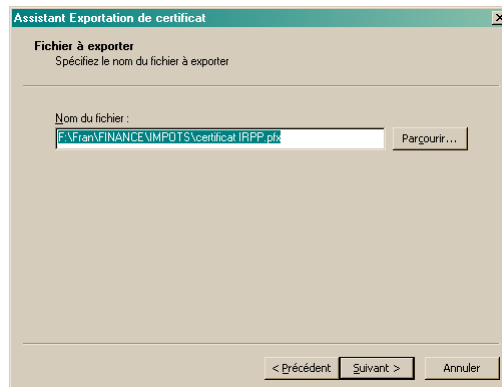 Assistant Exportation de certificat
Fichier à exporter
Spécifiez le nom du fichier à exporter
Nom du fichier :
F:\Fran\FINANCE\IMPOTS\certificat IRPP.pfx
Parcourir...
< Précédent
Suivant >
Annuler